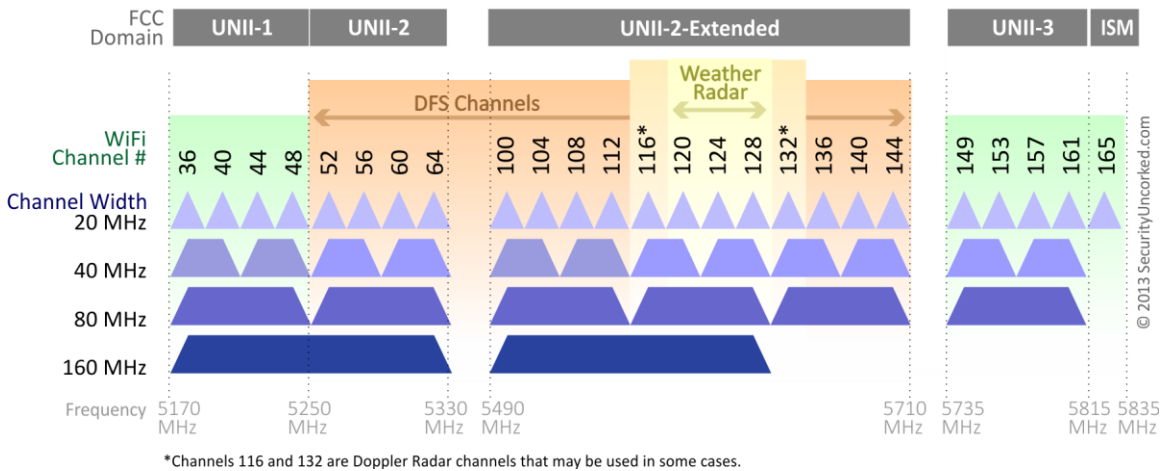 FCC
Domain
UNII-1 UNII-2 UNII-2-Extended UNII-3 ISM
Weather
Radar
DFS Channels
WiFi
Channel #
36 40 44 48 52 56 60 64 100 104 108 112 116* 120 124 128 132* 136 140 144 149 153 157 161 165
Channel Width
20 MHz
40 MHz
80 MHz
160 MHz
Frequency 5170 MHz 5250 MHz 5330 MHz 5490 MHz 5710 MHz 5735 MHz 5815 MHz 5835 MHz
*Channels 116 and 132 are Doppler Radar channels that may be used in some cases.
© 2013 SecurityUncorked.com